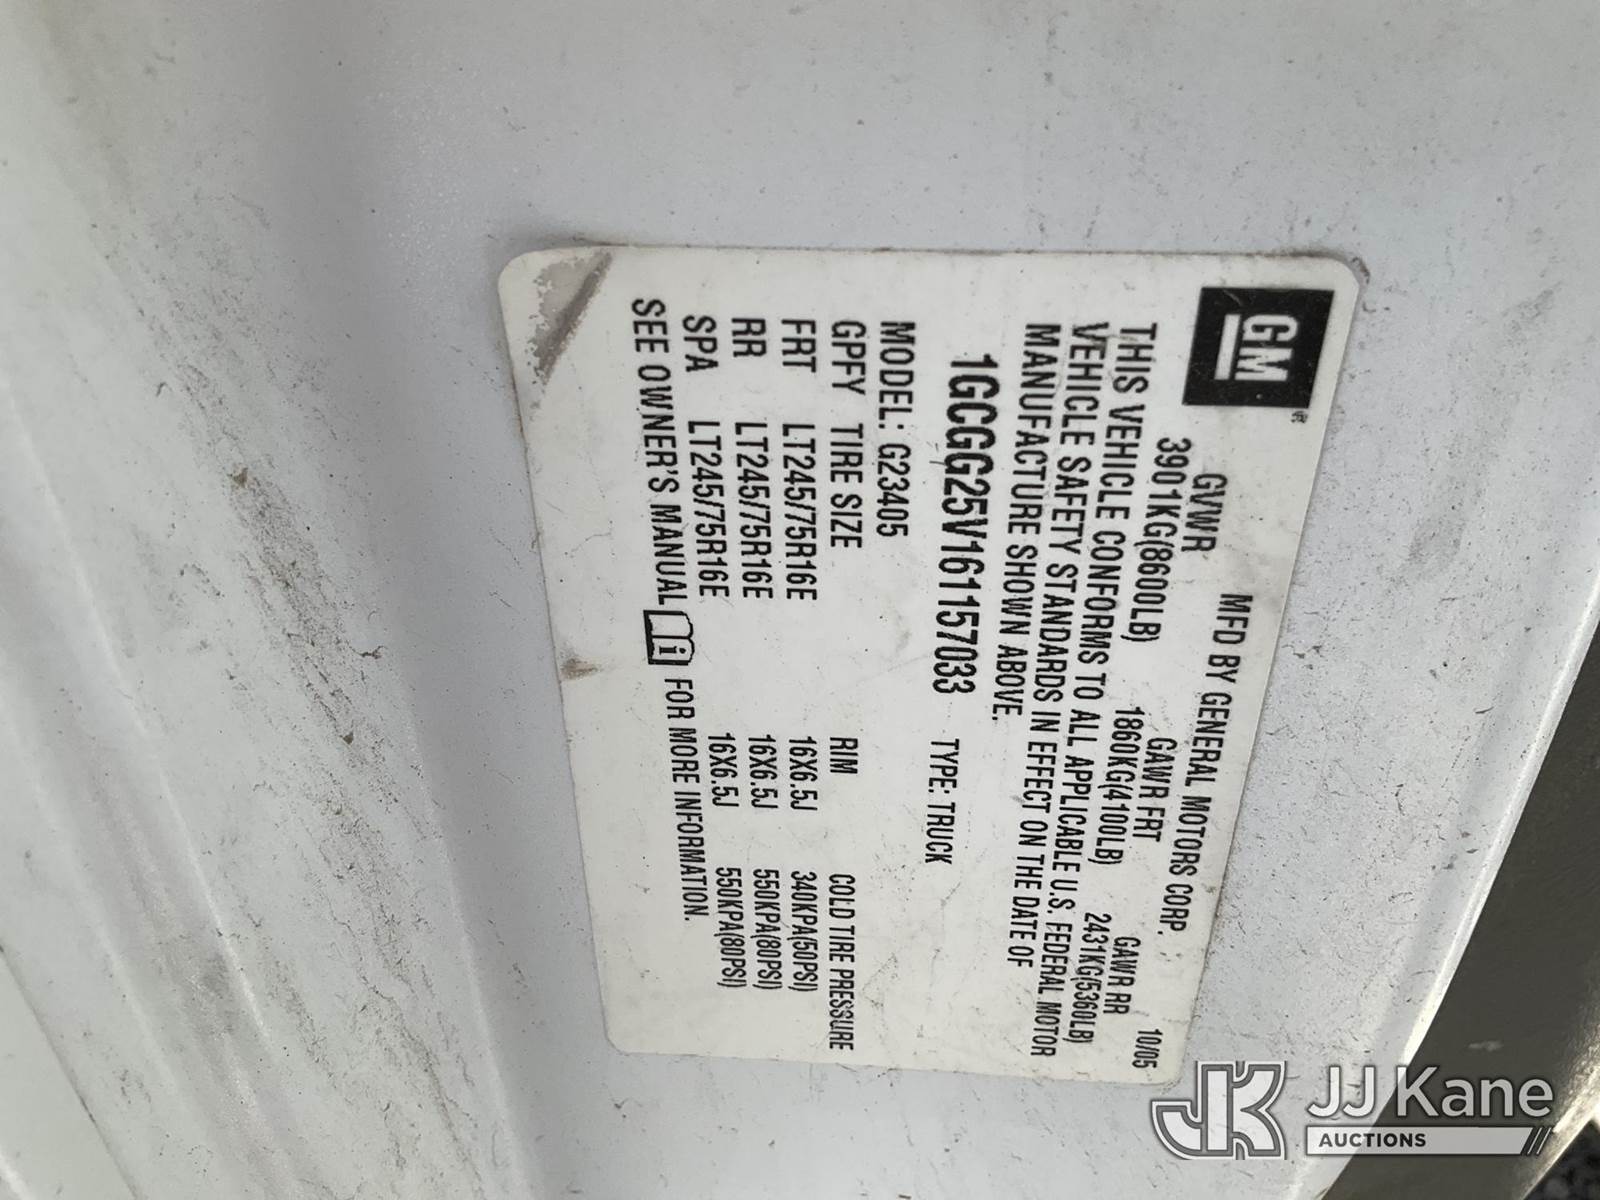 GM
MFD BY GENERAL MOTORS CORP. 10/05
GVWR GAWR FRT GAWR RR
3901KG(8600LB) 1860KG(4100LB) 2431KG(5360LB)
THIS VEHICLE CONFORMS TO ALL APPLICABLE U.S. FEDERAL MOTOR
VEHICLE SAFETY STANDARDS IN EFFECT ON THE DATE OF
MANUFACTURE SHOWN ABOVE.
1GCGG25V161157033 TYPE: TRUCK
MODEL: G23405
GPFY TIRE SIZE RIM COLD TIRE PRESSURE
FRT LT245/75R16E 16X6.5J 340KPA(50PSI)
RR LT245/75R16E 16X6.5J 550KPA(80PSI)
SPA LT245/75R16E 16X6.5J 550KPA(80PSI)
SEE OWNER'S MANUAL i FOR MORE INFORMATION.
JK JJ Kane
AUCTIONS